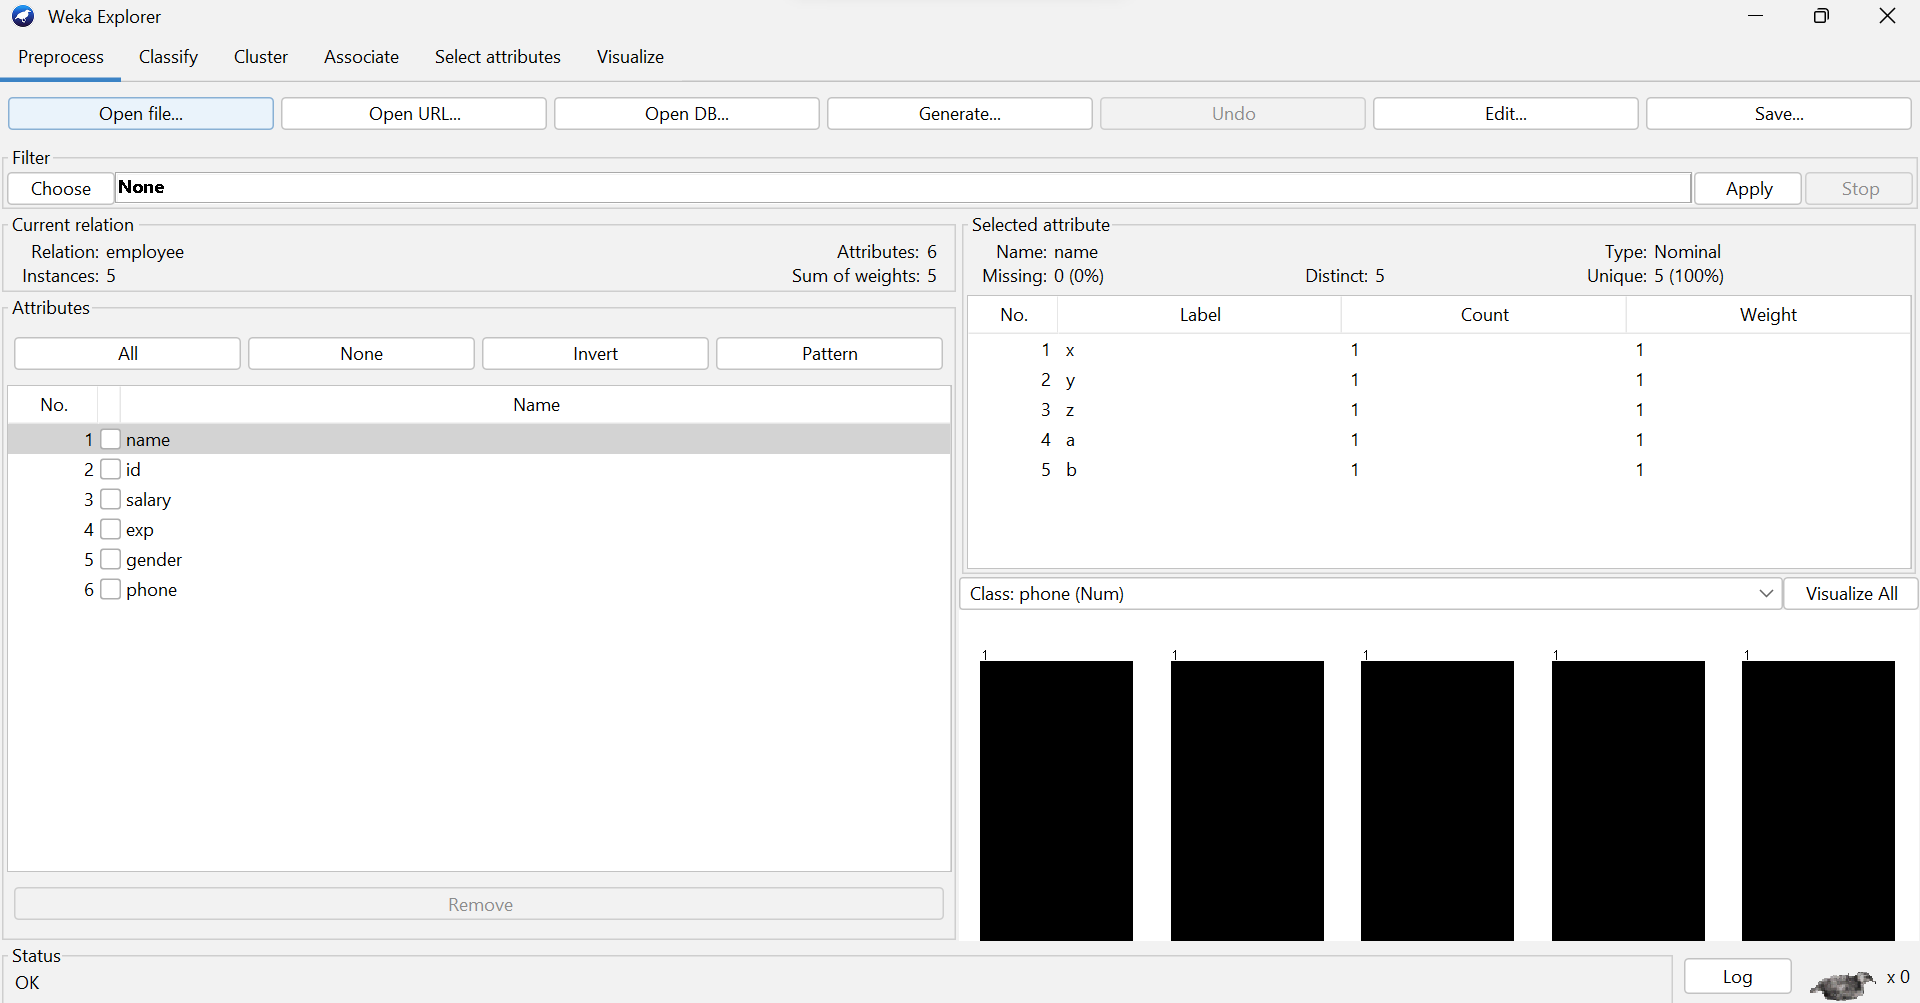 Weka Explorer
Preprocess Classify Cluster Associate Select attributes Visualize
Open file... Open URL... Open DB... Generate... Undo Edit... Save...
Filter
Choose None Apply Stop
Current relation
Relation: employee Attributes: 6
Instances: 5 Sum of weights: 5
Attributes
All None Invert Pattern
No. Name
1 name
2 id
3 salary
4 exp
5 gender
6 phone
Remove
Selected attribute
Name: name Type: Nominal
Missing: 0 (0%) Distinct: 5 Unique: 5 (100%)
No. Label Count Weight
1 x 1 1
2 y 1 1
3 z 1 1
4 a 1 1
5 b 1 1
Class: phone (Num) Visualize All
1 1 1 1 1
Status
OK Log x 0